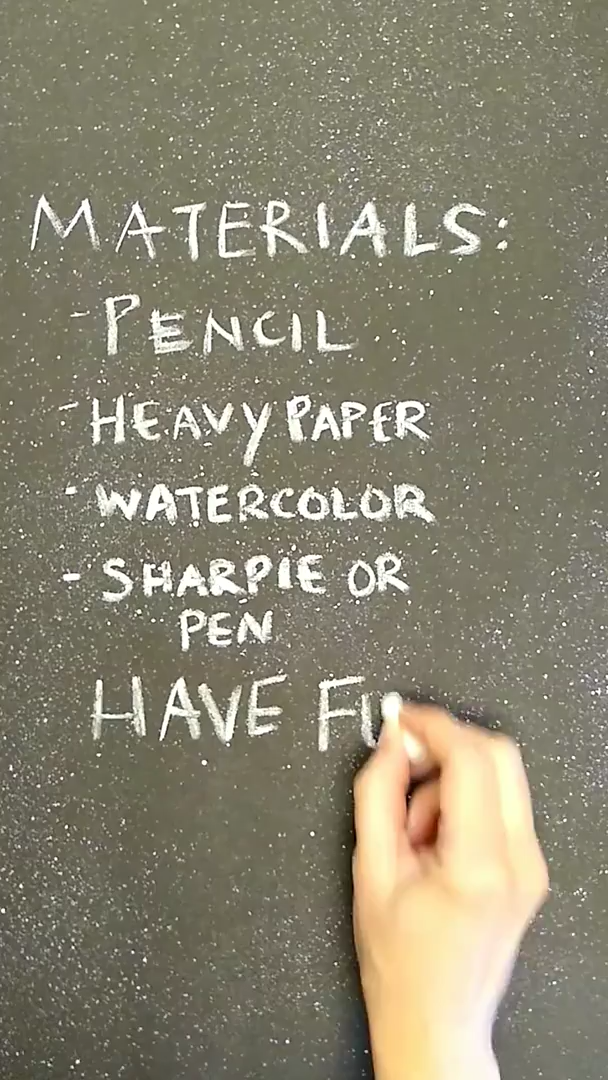 MATERIALS:
- PENCIL
- HEAVY PAPER
- WATERCOLOR
- SHARPIE OR
PEN
HAVE FU